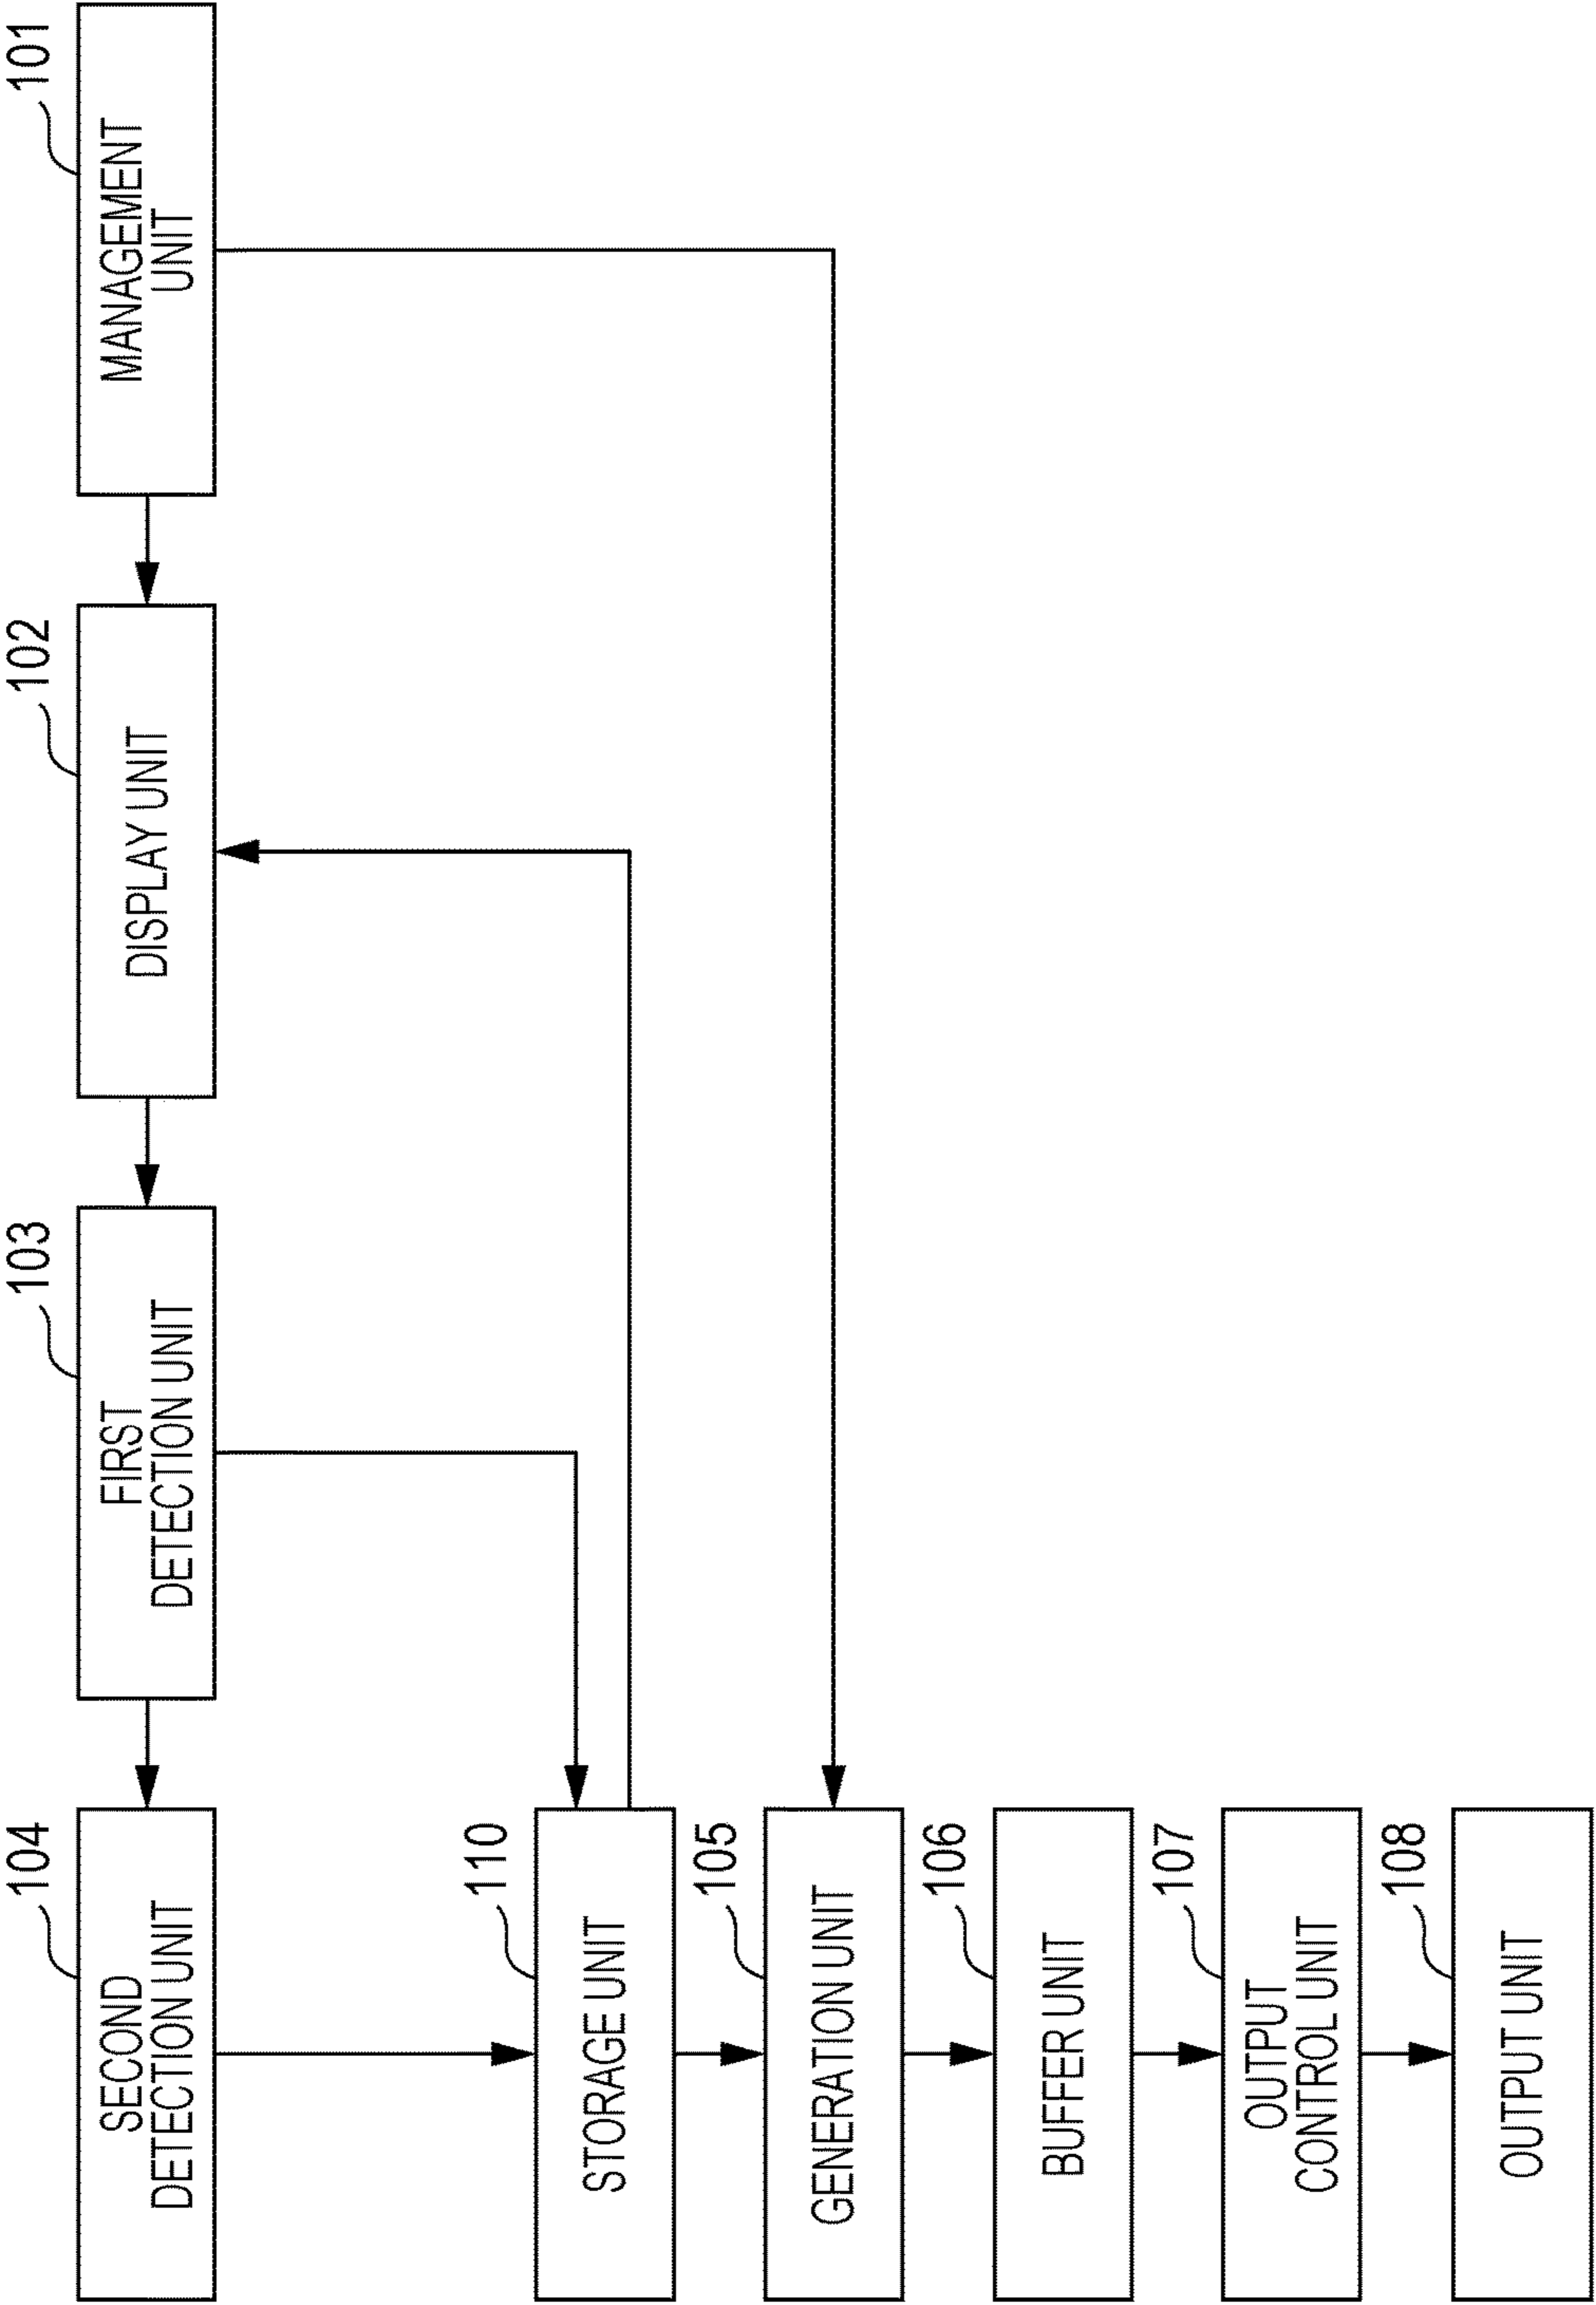 101
MANAGEMENT
UNIT
102
DISPLAY UNIT
103
FIRST
DETECTION UNIT
104
SECOND
DETECTION UNIT
110
STORAGE UNIT
105
GENERATION UNIT
106
BUFFER UNIT
107
OUTPUT
CONTROL UNIT
108
OUTPUT UNIT